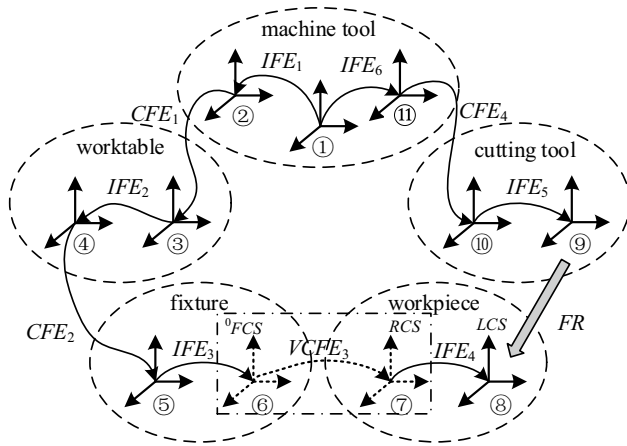 machine tool
IFE₁
IFE₆
②
①
⑪
CFE₁
CFE₄
worktable
cutting tool
IFE₂
IFE₅
④
③
⑩
⑨
fixture
workpiece
⁰FCS
RCS
LCS
FR
CFE₂
IFE₃
VCFE₃
IFE₄
⑤
⑥
⑦
⑧